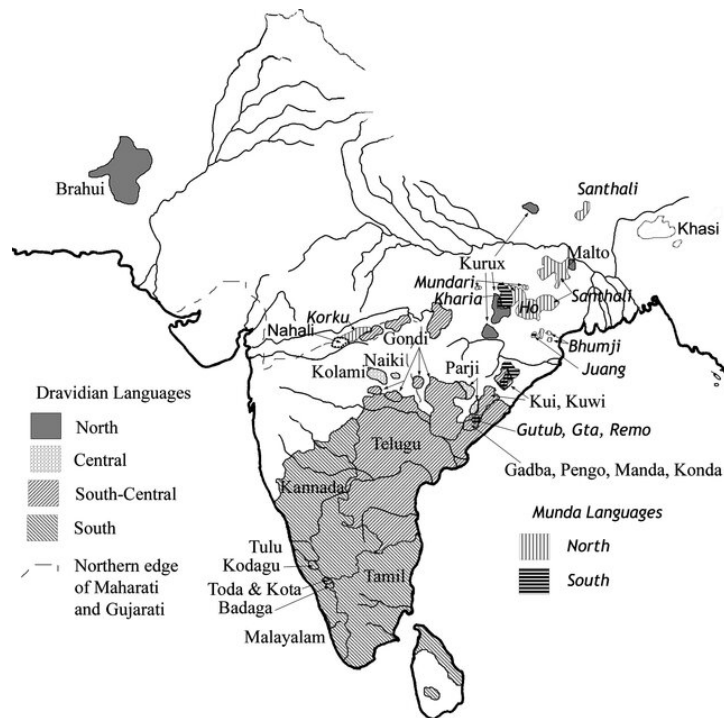 Brahui
Santhali
Khasi
Kurux
Malto
Mundari
Kharia
Ho
Santhali
Korku
Nahali
Gondi
Bhumji
Juang
Naiki
Kolami
Parji
Kui, Kuwi
Gutub, Gta, Remo
Telugu
Gadba, Pengo, Manda, Konda
Kannada
Tulu
Kodagu
Toda & Kota
Badaga
Tamil
Malayalam
Dravidian Languages
North
Central
South-Central
South
Northern edge
of Maharati
and Gujarati
Munda Languages
North
South